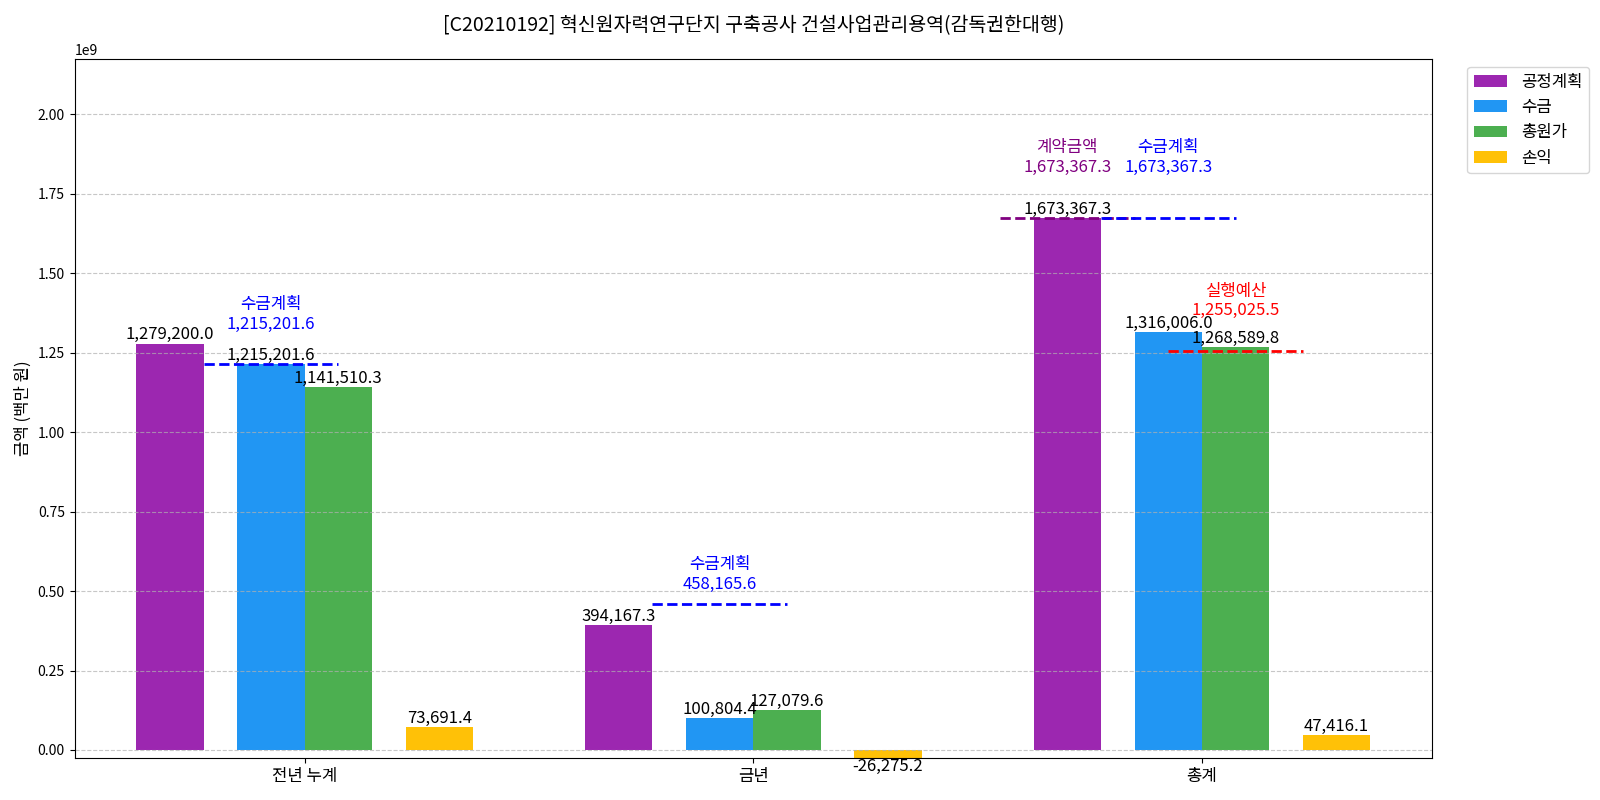 [C20210192] 혁신원자력연구단지 구축공사 건설사업관리용역(감독권한대행)
1e9
2.00
1.75
1.50
1.25
1.00
0.75
0.50
0.25
0.00
금액 (백만 원)
1,279,200.0
수금계획
1,215,201.6
1,215,201.6
1,141,510.3
73,691.4
394,167.3
수금계획
458,165.6
100,804.4
127,079.6
-26,275.2
계약금액
1,673,367.3
수금계획
1,673,367.3
1,673,367.3
실행예산
1,255,025.5
1,316,006.0
1,268,589.8
47,416.1
전년 누계
금년
총계
공정계획
수금
총원가
손익